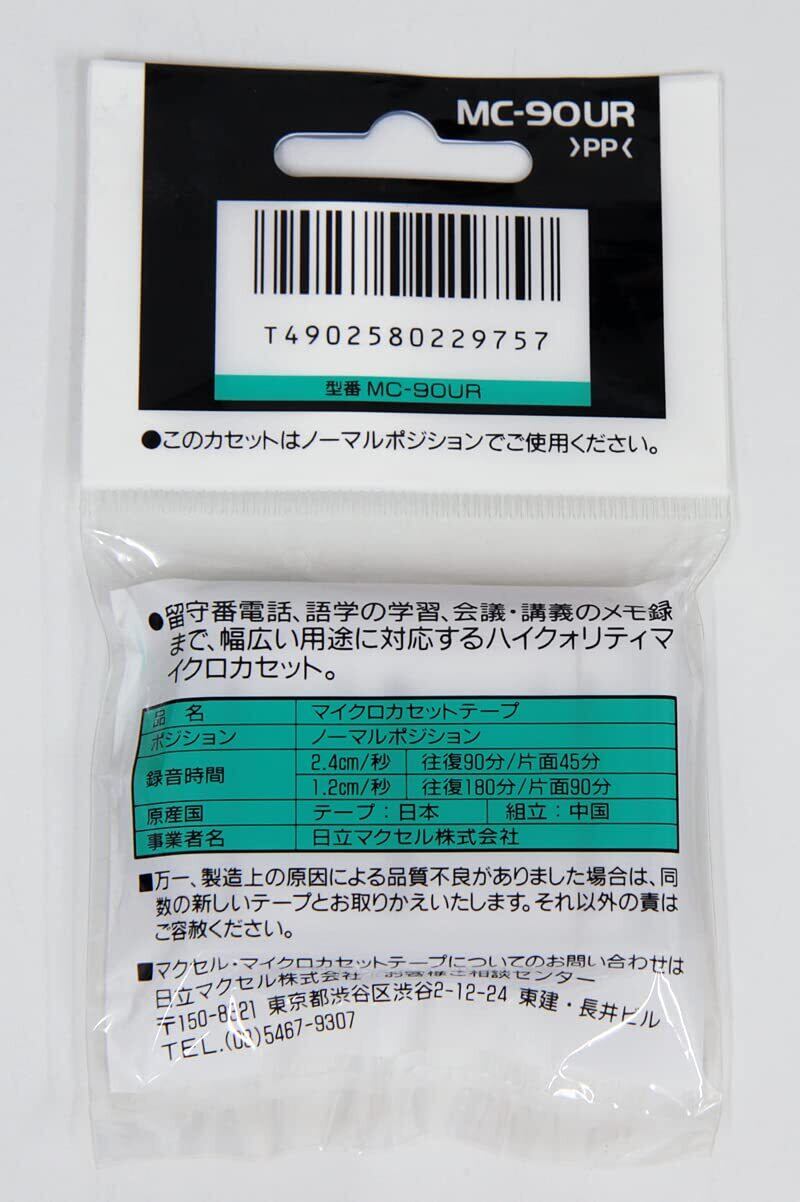 MC-90UR
>PP<
T4902580229757
型番 MC-90UR
●このカセットはノーマルポジションでご使用ください。
●留守番電話、語学の学習、会議・講義のメモ録
まで、幅広い用途に対応するハイクォリティマ
イクロカセット。
品 名 マイクロカセットテープ
ポジション ノーマルポジション
録音時間 2.4cm/秒 往復90分/片面45分
1.2cm/秒 往復180分/片面90分
原産国 テープ：日本 組立：中国
事業者名 日立マクセル株式会社
■万一、製造上の原因による品質不良がありました場合は、同
数の新しいテープとお取りかえいたします。それ以外の責は
ご容赦ください。
■マクセル・マイクロカセットテープについてのお問い合わせは
日立マクセル株式会社 お客様ご相談センター
〒150-8521 東京都渋谷区渋谷2-12-24 東建・長井ビル
TEL.(03)5467-9307